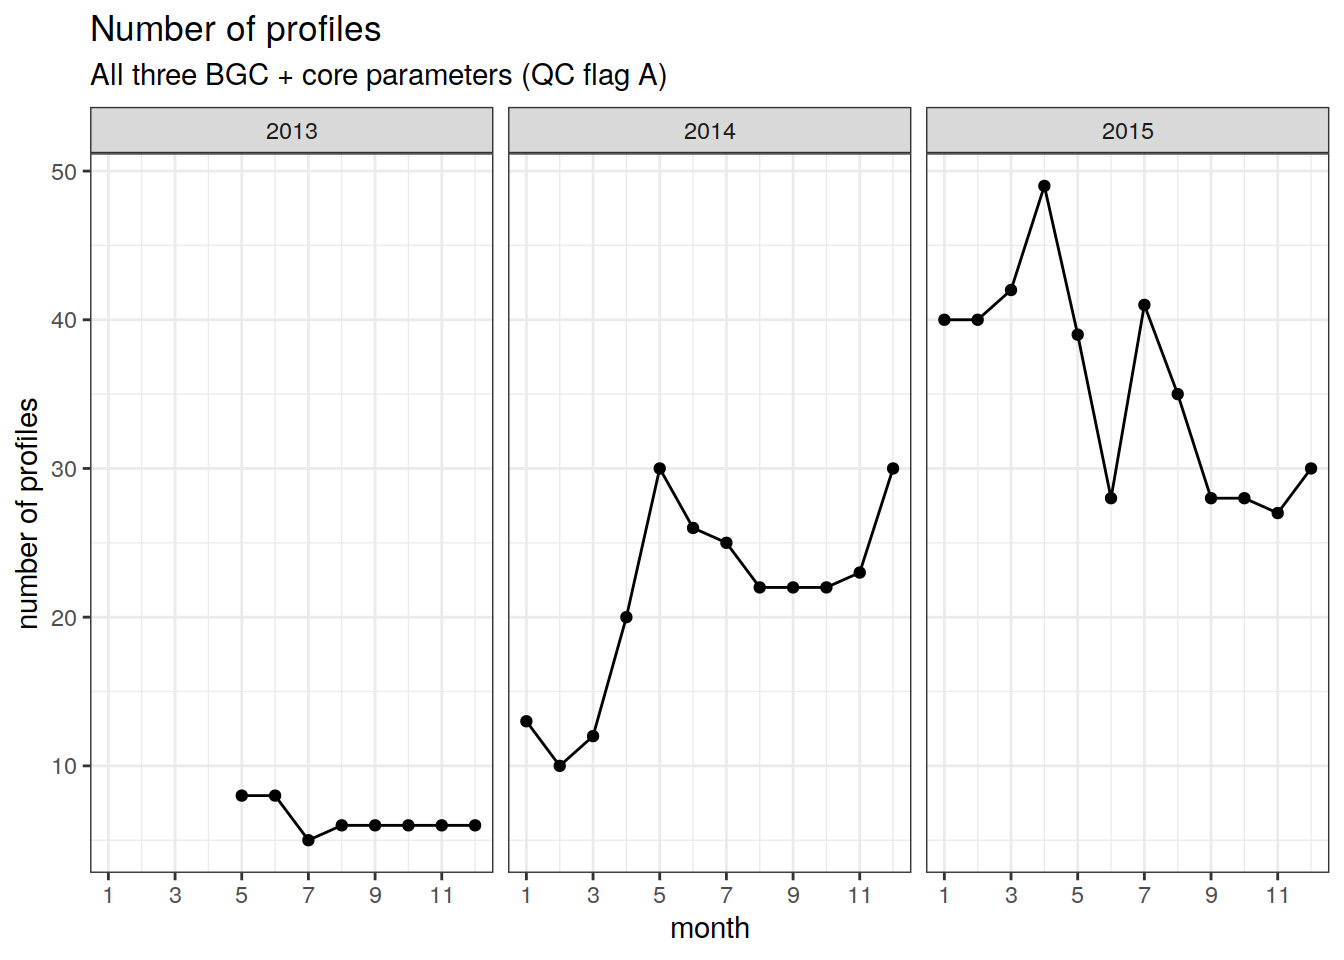 Number of profiles
All three BGC + core parameters (QC flag A)
2013 2014 2015
50
40
30
20
10
number of profiles
1 3 5 7 9 11 1 3 5 7 9 11 1 3 5 7 9 11
month